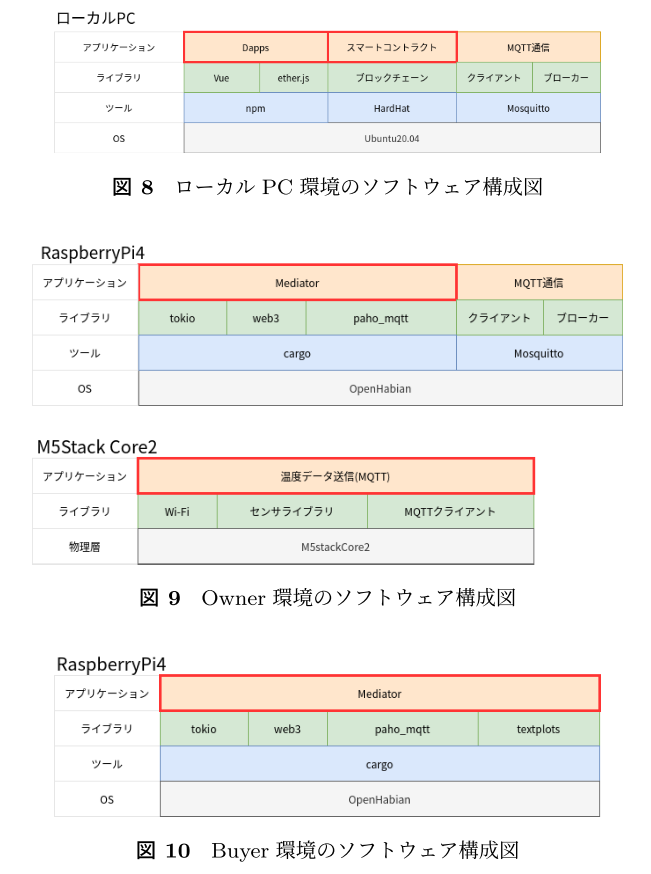 ローカルPC
アプリケーション Dapps スマートコントラクト MQTT通信
ライブラリ Vue ether.js ブロックチェーン クライアント ブローカー
ツール npm HardHat Mosquitto
OS Ubuntu20.04
図 8 ローカル PC 環境のソフトウェア構成図
RaspberryPi4
アプリケーション Mediator MQTT通信
ライブラリ tokio web3 paho_mqtt クライアント ブローカー
ツール cargo Mosquitto
OS OpenHabian
M5Stack Core2
アプリケーション 温度データ送信(MQTT)
ライブラリ Wi-Fi センサライブラリ MQTTクライアント
物理層 M5stackCore2
図 9 Owner 環境のソフトウェア構成図
RaspberryPi4
アプリケーション Mediator
ライブラリ tokio web3 paho_mqtt textplots
ツール cargo
OS OpenHabian
図 10 Buyer 環境のソフトウェア構成図